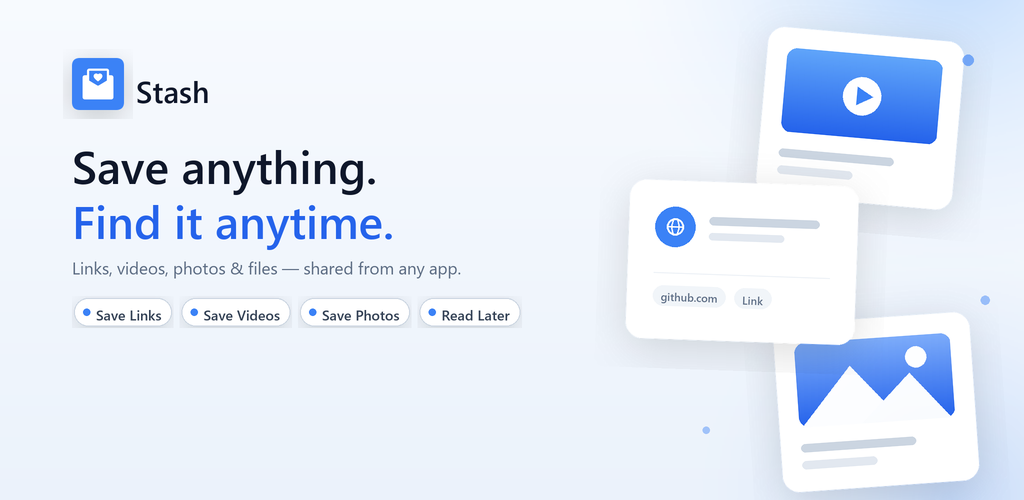 Stash
Save anything.
Find it anytime.
Links, videos, photos & files — shared from any app.
Save Links
Save Videos
Save Photos
Read Later
github.com
Link